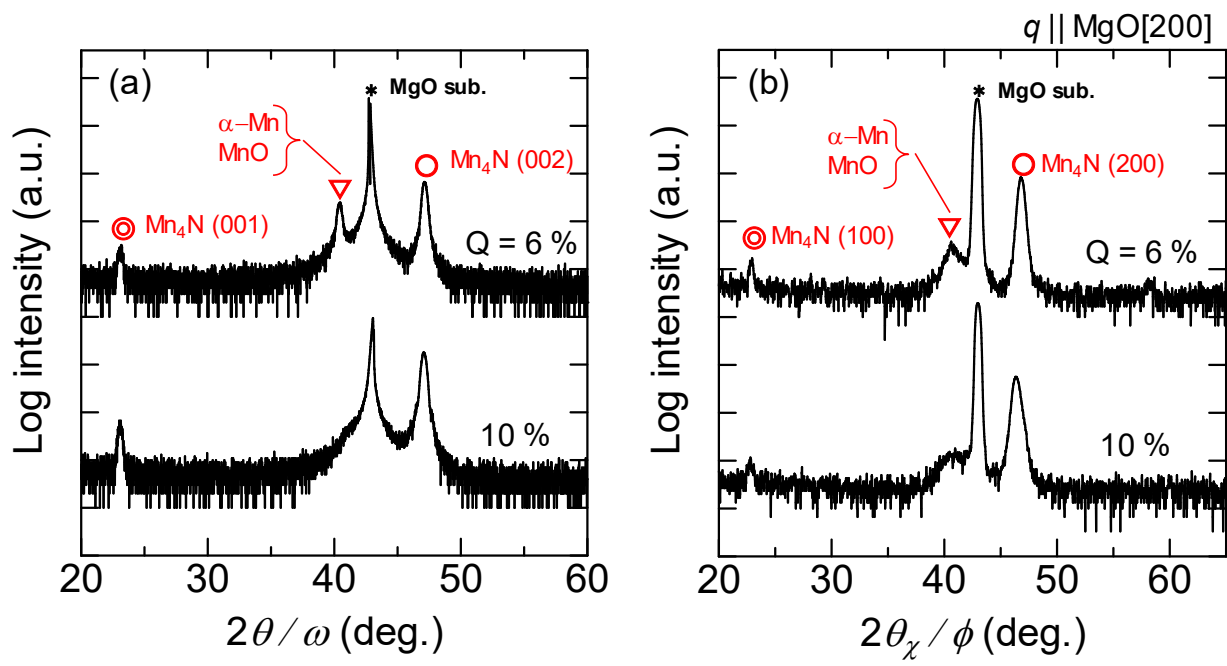 q || MgO[200]
(a)
* MgO sub.
α−Mn
MnO
Mn₄N (002)
Mn₄N (001)
Q = 6 %
10 %
Log intensity (a.u.)
20 30 40 50 60
2θ / ω (deg.)
(b)
* MgO sub.
α−Mn
MnO
Mn₄N (200)
Mn₄N (100)
Q = 6 %
10 %
Log intensity (a.u.)
20 30 40 50 60
2θᵪ / ϕ (deg.)